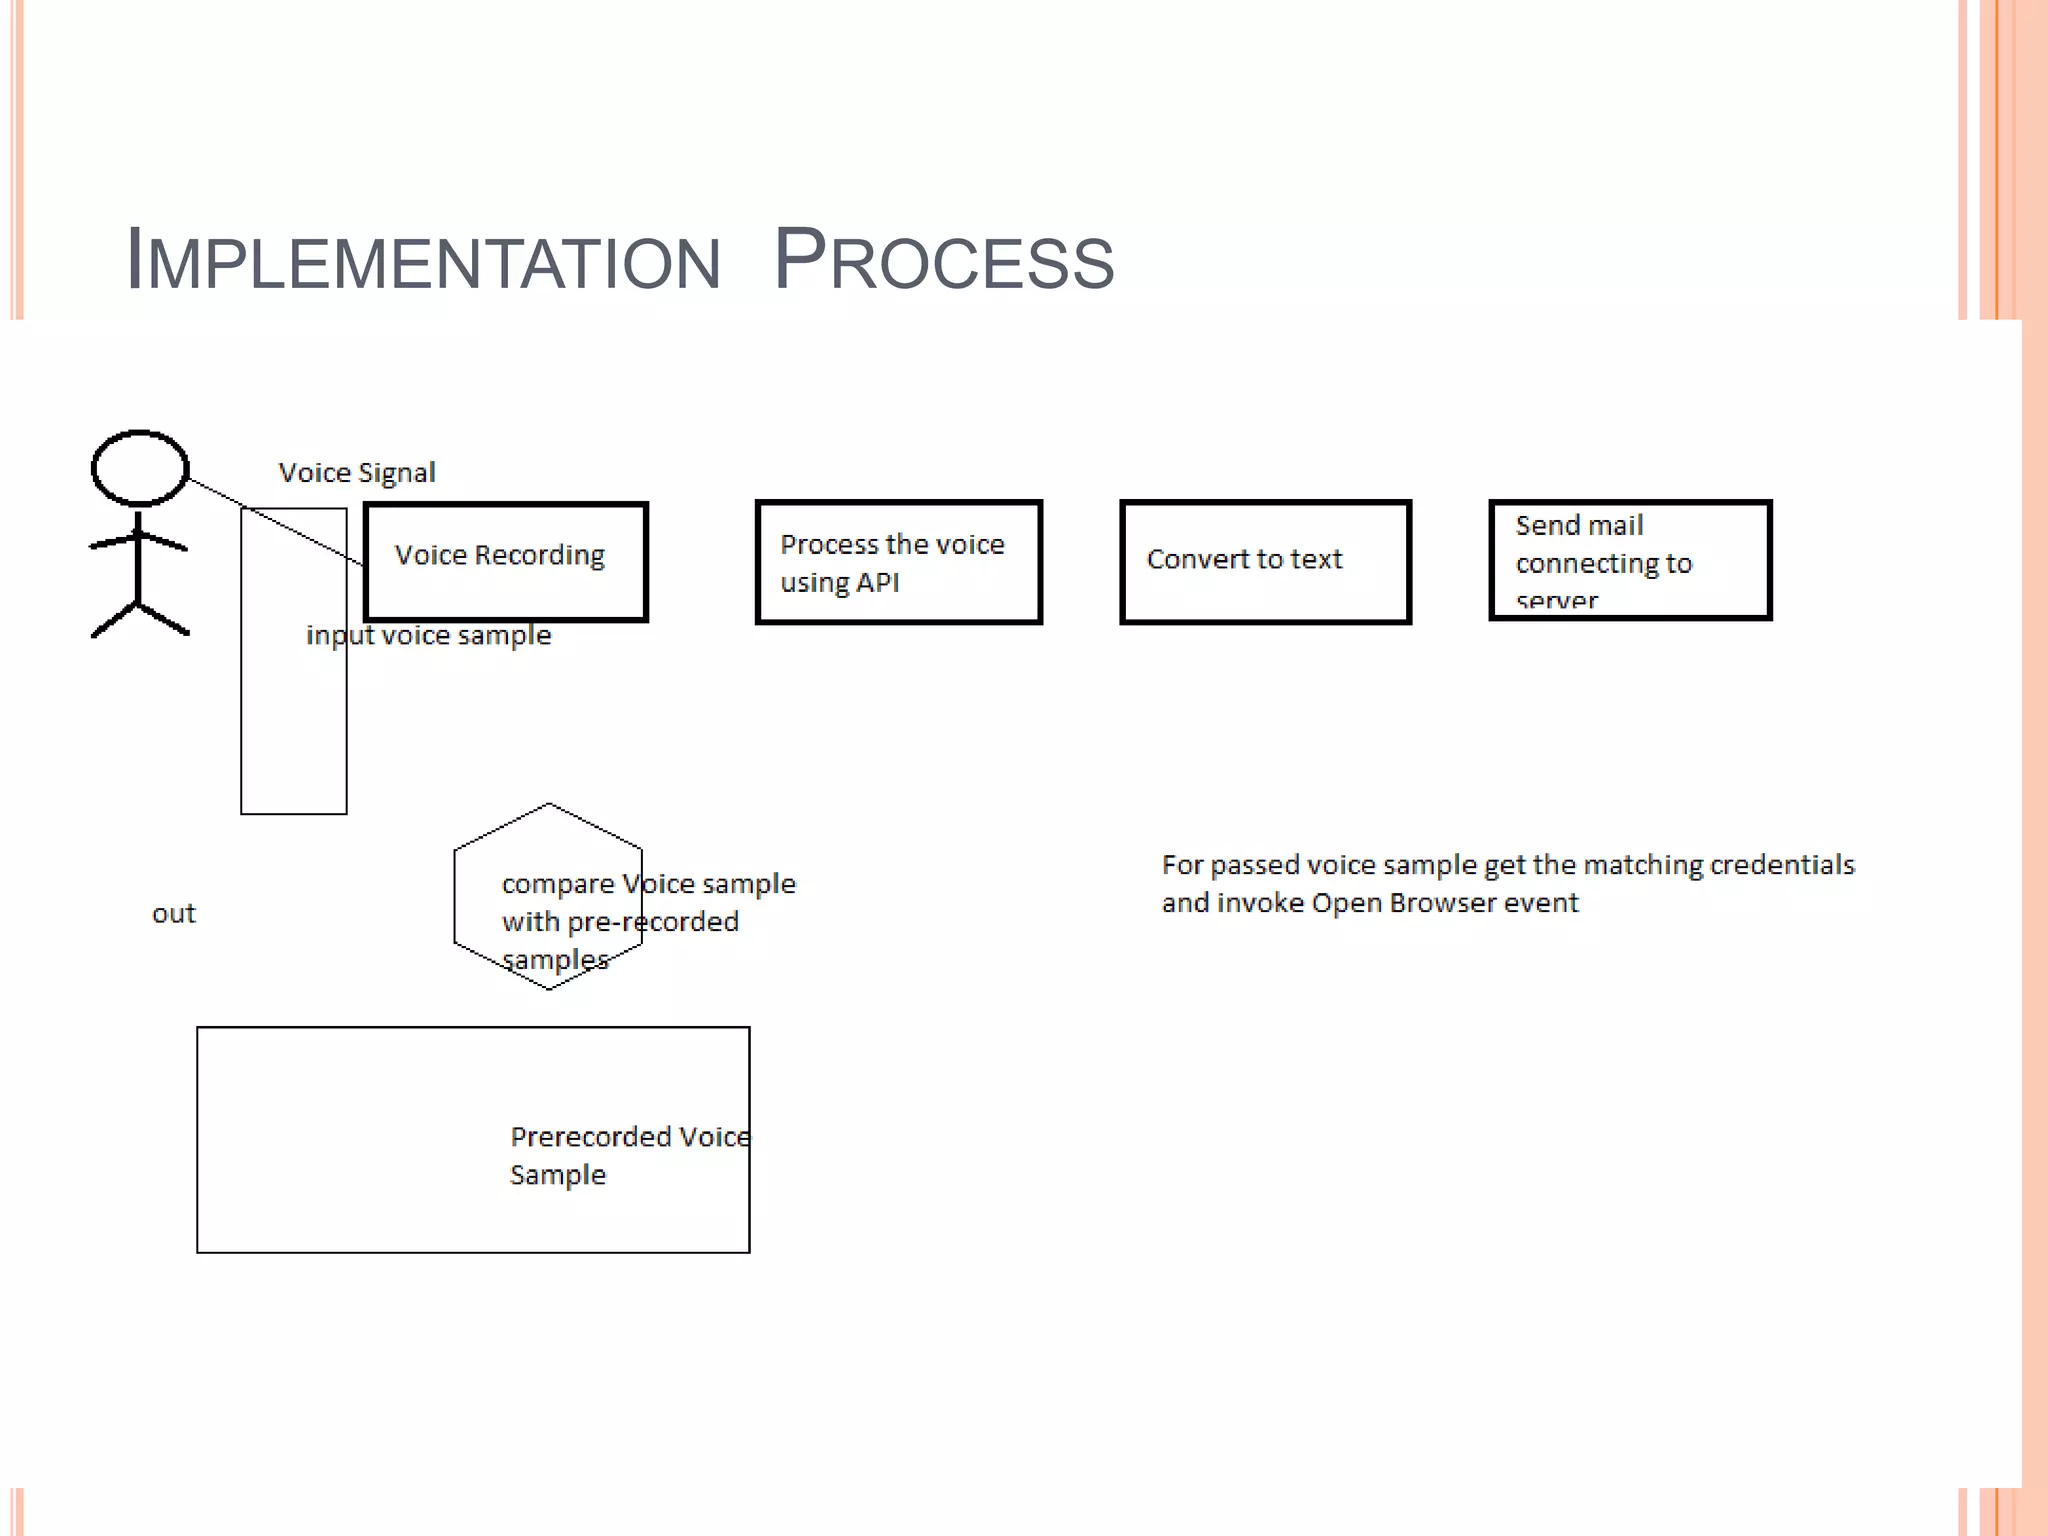 IMPLEMENTATION PROCESS
Voice Signal
Voice Recording
Process the voice
using API
Convert to text
Send mail
connecting to
server
input voice sample
compare Voice sample
with pre-recorded
samples
For passed voice sample get the matching credentials
and invoke Open Browser event
out
Prerecorded Voice
Sample